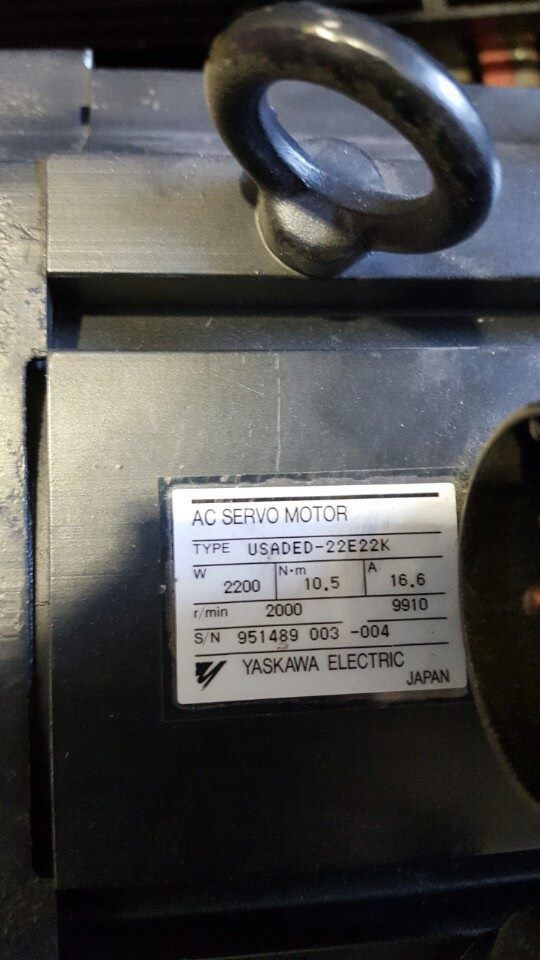 AC SERVO MOTOR
TYPE USADED-22E22K
W 2200 N·m 10.5 A 16.6
r/min 2000 9910
S/N 951489 003 -004
YASKAWA ELECTRIC
JAPAN